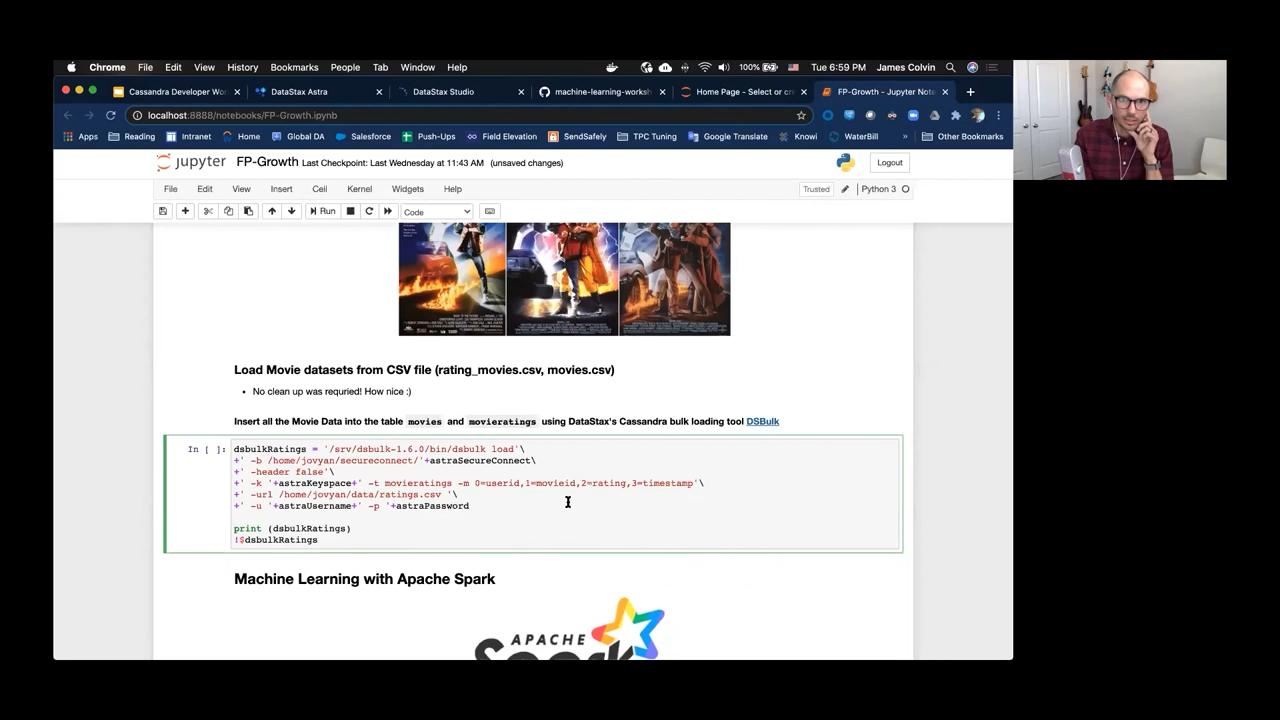 Chrome File Edit View History Bookmarks People Tab Window Help 100% Tue 6:59 PM James Colvin
Cassandra Developer Wor DataStax Astra DataStax Studio machine-learning-worksh Home Page - Select or cre FP-Growth - Jupyter Note
localhost:8888/notebooks/FP-Growth.ipynb
Apps Reading Intranet Home Global DA Salesforce Push-Ups Field Elevation SendSafely TPC Tuning Google Translate Knowi WaterBill » Other Bookmarks
jupyter FP-Growth Last Checkpoint: Last Wednesday at 11:43 AM (unsaved changes) Logout
File Edit View Insert Cell Kernel Widgets Help Trusted Python 3
Run Code
Load Movie datasets from CSV file (rating_movies.csv, movies.csv)
• No clean up was requried! How nice :)
Insert all the Movie Data into the table movies and movieratings using DataStax's Cassandra bulk loading tool DSBulk
In [ ]: dsbulkRatings = '/srv/dsbulk-1.6.0/bin/dsbulk load'\
+' -b /home/jovyan/secureconnect/'+astraSecureConnect\
+' -header false'\
+' -k '+astraKeyspace+' -t movieratings -m 0=userid,1=movieid,2=rating,3=timestamp'\
+' -url /home/jovyan/data/ratings.csv '\
+' -u '+astraUsername+' -p '+astraPassword
print (dsbulkRatings)
!$dsbulkRatings
Machine Learning with Apache Spark
APACHE
Spark